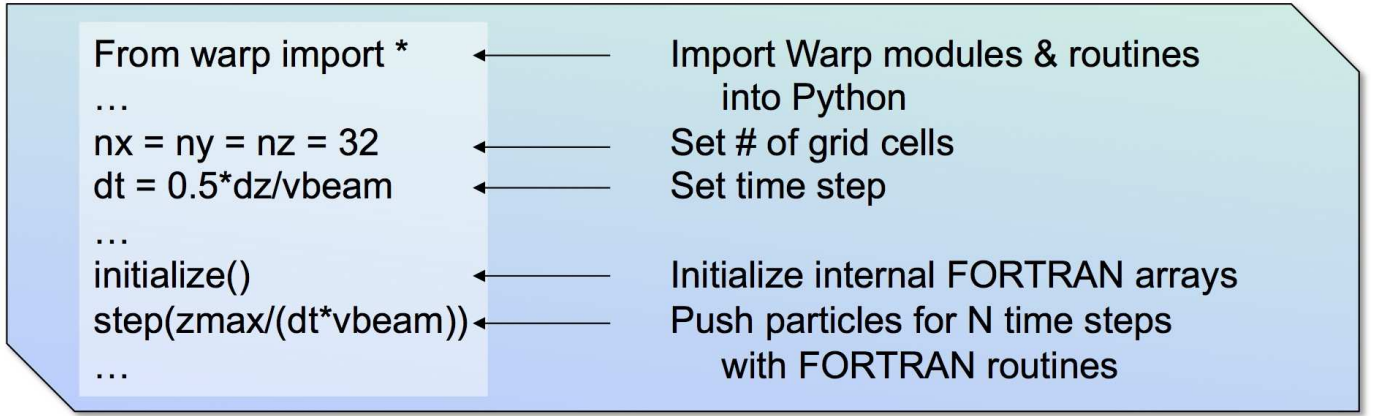 From warp import *
Import Warp modules & routines
into Python
…
nx = ny = nz = 32
Set # of grid cells
dt = 0.5*dz/vbeam
Set time step
…
initialize()
Initialize internal FORTRAN arrays
step(zmax/(dt*vbeam))
Push particles for N time steps
with FORTRAN routines
…